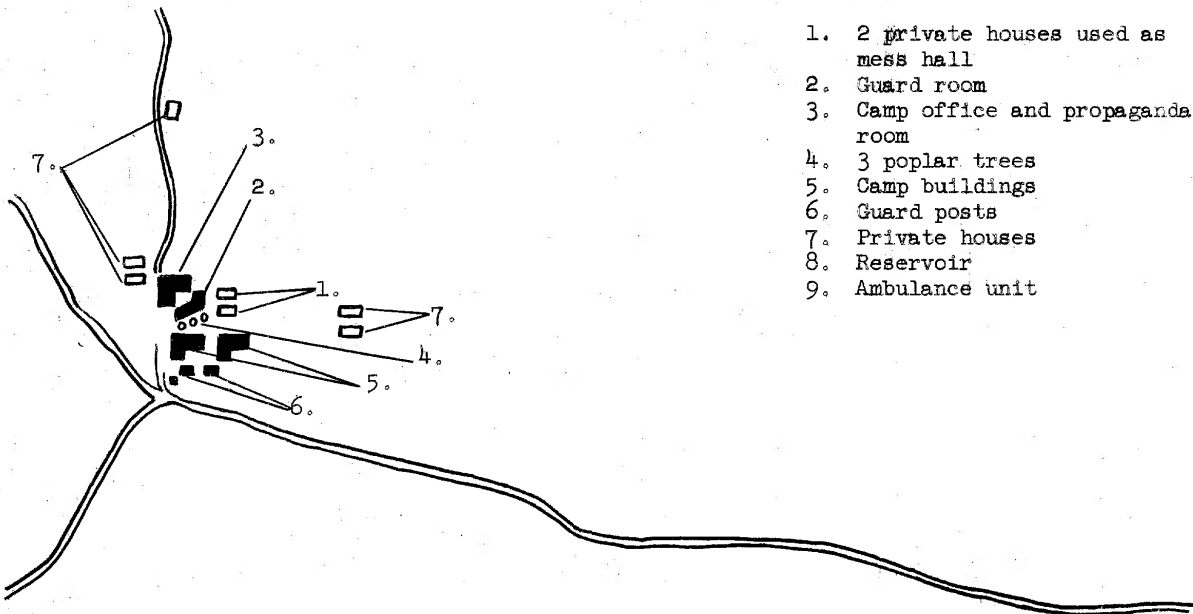 1. 2 private houses used as
mess hall
2. Guard room
3. Camp office and propaganda
room
4. 3 poplar trees
5. Camp buildings
6. Guard posts
7. Private houses
8. Reservoir
9. Ambulance unit
3.
7.
2.
1.
7.
4.
5.
6.